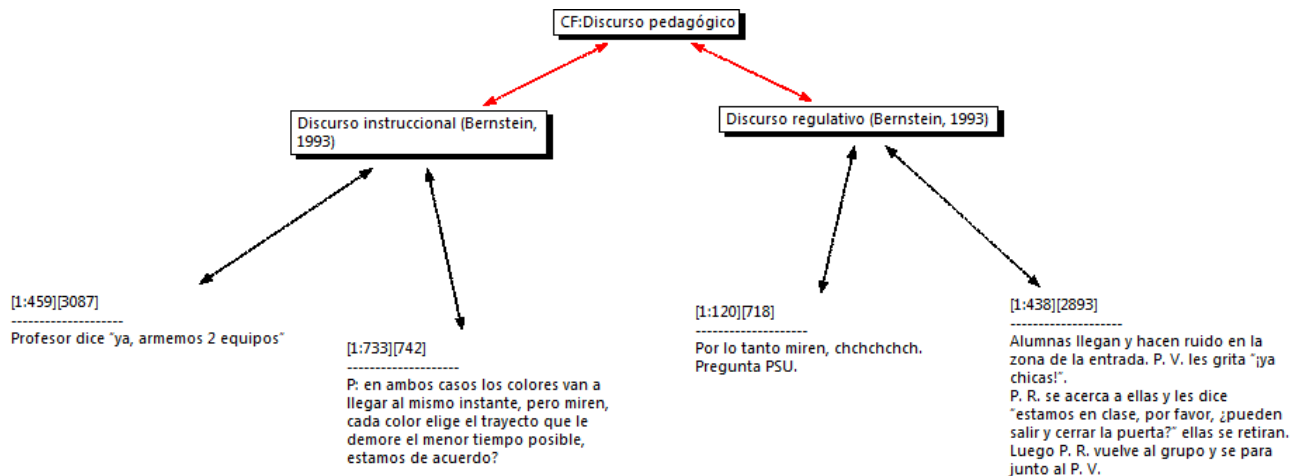 CF:Discurso pedagógico
Discurso instruccional (Bernstein,
1993)
Discurso regulativo (Bernstein, 1993)
[1:459][3087]
--------------------
Profesor dice “ya, armemos 2 equipos”
[1:733][742]
--------------------
P: en ambos casos los colores van a
llegar al mismo instante, pero miren,
cada color elige el trayecto que le
demore el menor tiempo posible,
estamos de acuerdo?
[1:120][718]
--------------------
Por lo tanto miren, chchchchch.
Pregunta PSU.
[1:438][2893]
--------------------
Alumnas llegan y hacen ruido en la
zona de la entrada. P. V. les grita “¡ya
chicas!”.
P. R. se acerca a ellas y les dice
“estamos en clase, por favor, ¿pueden
salir y cerrar la puerta?” ellas se retiran.
Luego P. R. vuelve al grupo y se para
junto al P. V.